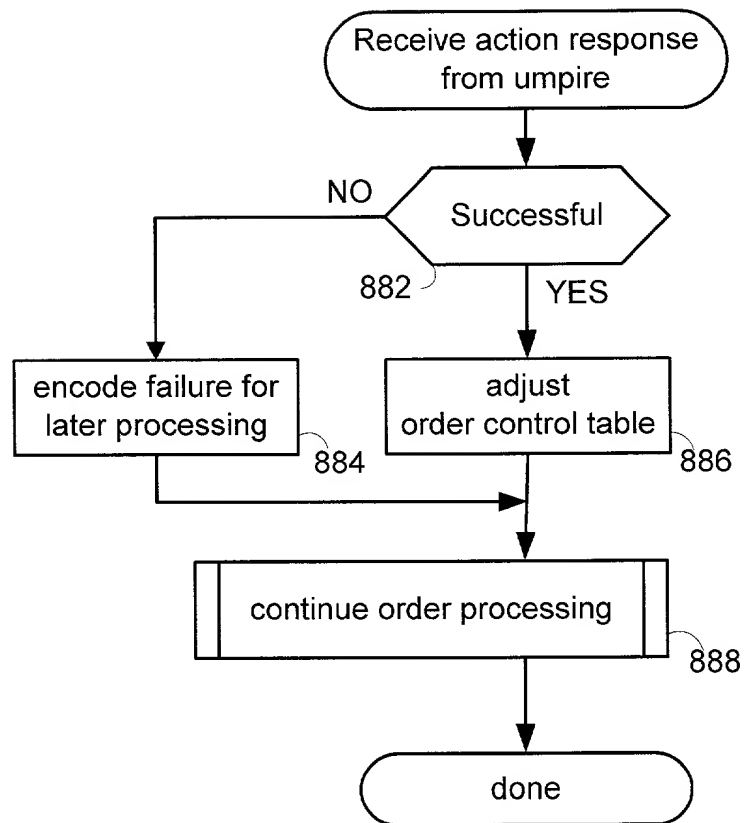 Receive action response
from umpire
NO
Successful
882
YES
encode failure for
later processing
884
adjust
order control table
886
continue order processing
888
done